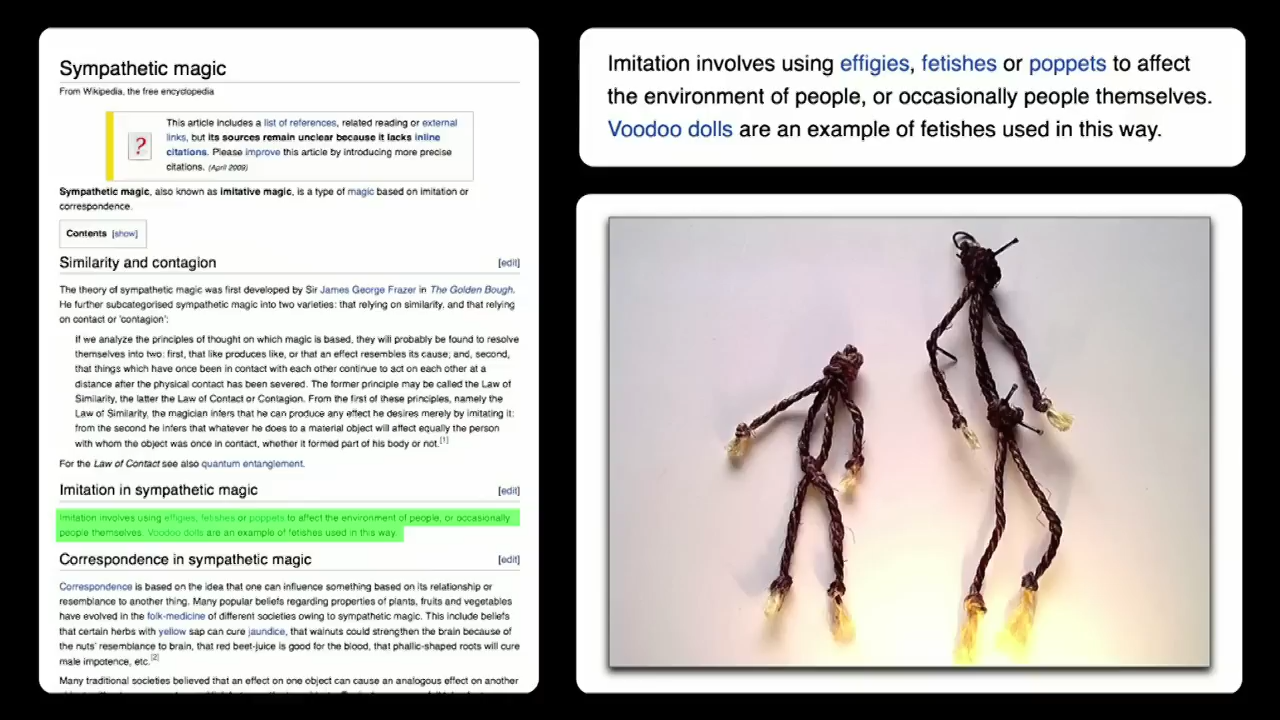 Sympathetic magic
From Wikipedia, the free encyclopedia
This article includes a list of references, related reading or external
links, but its sources remain unclear because it lacks inline
citations. Please improve this article by introducing more precise
citations. (April 2009)
Sympathetic magic, also known as imitative magic, is a type of magic based on imitation or
correspondence.
Contents [show]
Similarity and contagion [edit]
The theory of sympathetic magic was first developed by Sir James George Frazer in The Golden Bough.
He further subcategorised sympathetic magic into two varieties: that relying on similarity, and that relying
on contact or 'contagion':
If we analyze the principles of thought on which magic is based, they will probably be found to resolve
themselves into two: first, that like produces like, or that an effect resembles its cause; and, second,
that things which have once been in contact with each other continue to act on each other at a
distance after the physical contact has been severed. The former principle may be called the Law of
Similarity, the latter the Law of Contact or Contagion. From the first of these principles, namely the
Law of Similarity, the magician infers that he can produce any effect he desires merely by imitating it:
from the second he infers that whatever he does to a material object will affect equally the person
with whom the object was once in contact, whether it formed part of his body or not.[1]
For the Law of Contact see also quantum entanglement.
Imitation in sympathetic magic [edit]
Imitation involves using effigies, fetishes or poppets to affect the environment of people, or occasionally
people themselves. Voodoo dolls are an example of fetishes used in this way.
Correspondence in sympathetic magic [edit]
Correspondence is based on the idea that one can influence something based on its relationship or
resemblance to another thing. Many popular beliefs regarding properties of plants, fruits and vegetables
have evolved in the folk-medicine of different societies owing to sympathetic magic. This include beliefs
that certain herbs with yellow sap can cure jaundice, that walnuts could strengthen the brain because of
the nuts' resemblance to brain, that red beet-juice is good for the blood, that phallic-shaped roots will cure
male impotence, etc.[2]
Many traditional societies believed that an effect on one object can cause an analogous effect on another
Imitation involves using effigies, fetishes or poppets to affect
the environment of people, or occasionally people themselves.
Voodoo dolls are an example of fetishes used in this way.